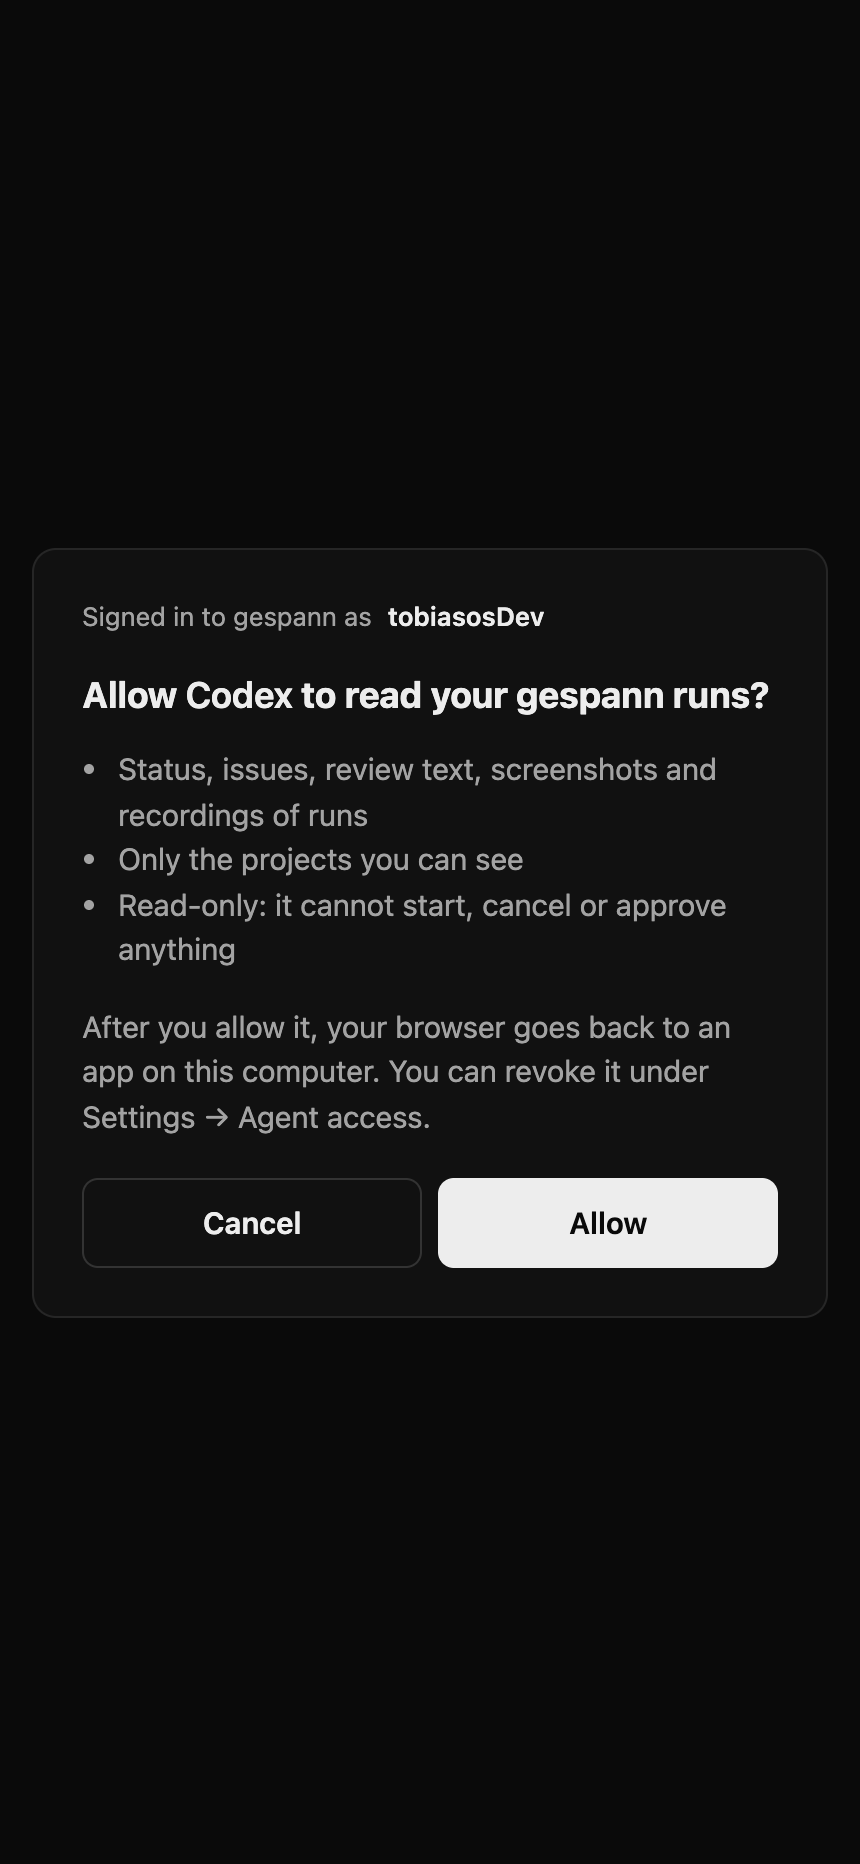 Signed in to gespann as tobiasosDev
Allow Codex to read your gespann runs?
• Status, issues, review text, screenshots and
recordings of runs
• Only the projects you can see
• Read-only: it cannot start, cancel or approve
anything
After you allow it, your browser goes back to an
app on this computer. You can revoke it under
Settings → Agent access.
Cancel
Allow